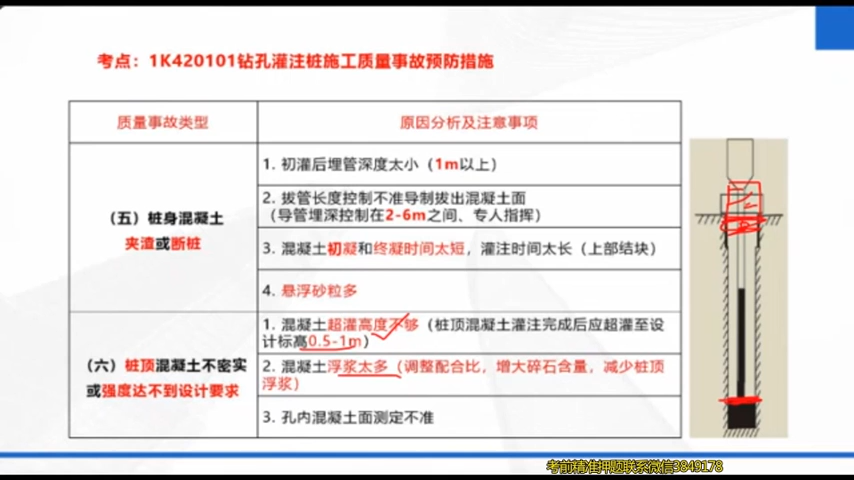 考点：1K420101钻孔灌注桩施工质量事故预防措施
质量事故类型
原因分析及注意事项
（五）桩身混凝土
夹渣或断桩
1. 初灌后埋管深度太小（1m以上）
2. 拔管长度控制不准导制拔出混凝土面
（导管埋深控制在2-6m之间、专人指挥）
3. 混凝土初凝和终凝时间太短，灌注时间太长（上部结块）
4. 悬浮砂粒多
（六）桩顶混凝土不密实
或强度达不到设计要求
1. 混凝土超灌高度不够（桩顶混凝土灌注完成后应超灌至设
计标高0.5-1m）
2. 混凝土浮浆太多（调整配合比，增大碎石含量，减少桩顶
浮浆）
3. 孔内混凝土面测定不准
考前精准押题联系微信3849178